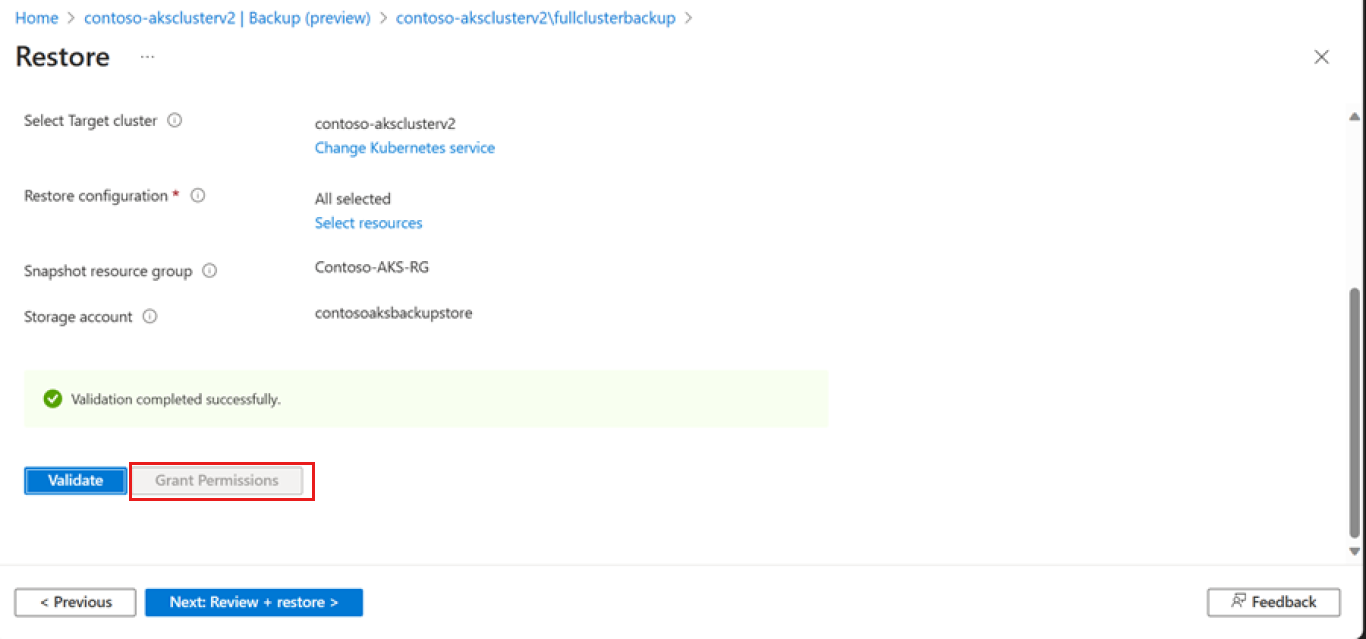 Home > contoso-aksclusterv2 | Backup (preview) > contoso-aksclusterv2\fullclusterbackup >
Restore ...
Select Target cluster
contoso-aksclusterv2
Change Kubernetes service
Restore configuration *
All selected
Select resources
Snapshot resource group
Contoso-AKS-RG
Storage account
contosoaksbackupstore
Validation completed successfully.
Validate Grant Permissions
< Previous Next: Review + restore > Feedback